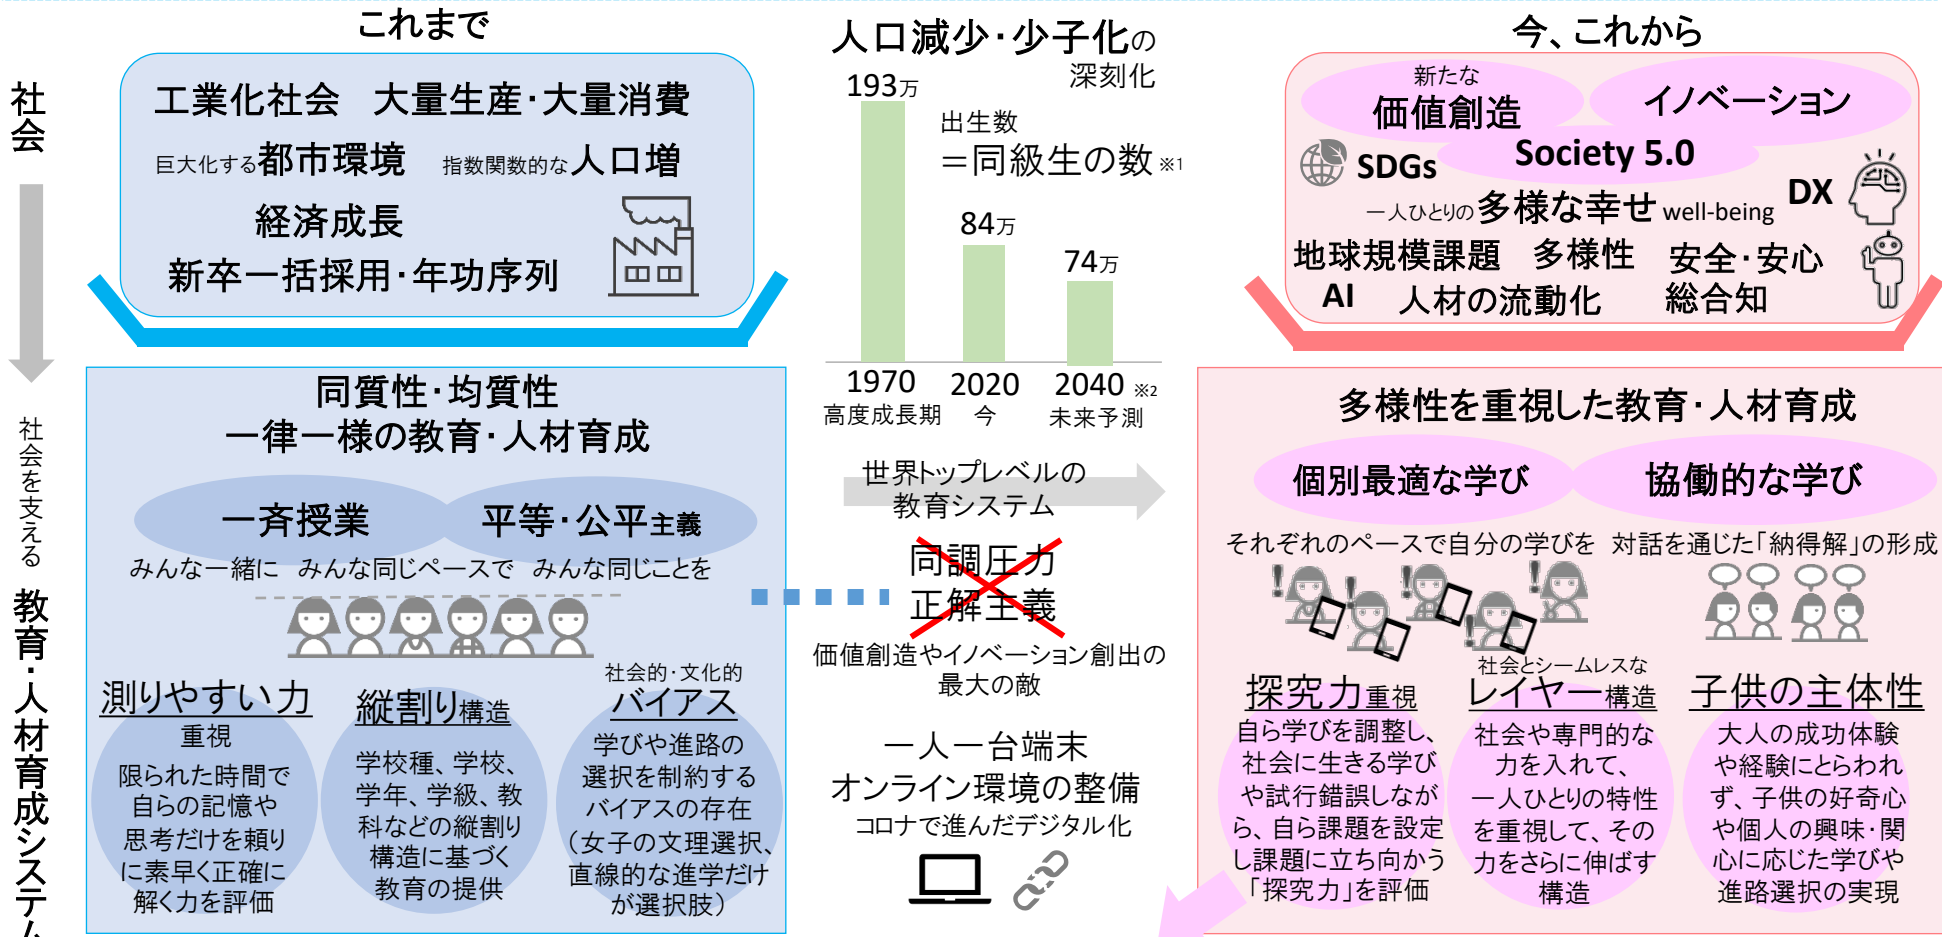 これまで
工業化社会 大量生産・大量消費
巨大化する都市環境 指数関数的な人口増
経済成長
新卒一括採用・年功序列
人口減少・少子化の
深刻化
193万
出生数
＝同級生の数 ※1
84万
74万
1970
2020
2040 ※2
高度成長期
今
未来予測
今、これから
新たな
価値創造
イノベーション
Society 5.0
SDGs
DX
一人ひとりの多様な幸せ well-being
地球規模課題 多様性 安全・安心
AI 人材の流動化 総合知
社会
社会を支える 教育・人材育成システム
同質性・均質性
一律一様の教育・人材育成
一斉授業 平等・公平主義
みんな一緒に みんな同じペースで みんな同じことを
測りやすい力
重視
限られた時間で
自らの記憶や
思考だけを頼り
に素早く正確に
解く力を評価
縦割り構造
学校種、学校、
学年、学級、教
科などの縦割り
構造に基づく
教育の提供
社会的・文化的
バイアス
学びや進路の
選択を制約する
バイアスの存在
（女子の文理選択、
直線的な進学だけ
が選択肢）
世界トップレベルの
教育システム
同調圧力
正解主義
価値創造やイノベーション創出の
最大の敵
一人一台端末
オンライン環境の整備
コロナで進んだデジタル化
多様性を重視した教育・人材育成
個別最適な学び 協働的な学び
それぞれのペースで自分の学びを 対話を通じた「納得解」の形成
探究力重視
自ら学びを調整し、
社会に生きる学び
や試行錯誤しなが
ら、自ら課題を設定
し課題に立ち向かう
「探究力」を評価
社会とシームレスな
レイヤー構造
社会や専門的な
力を入れて、
一人ひとりの特性
を重視して、その
力をさらに伸ばす
構造
子供の主体性
大人の成功体験
や経験にとらわれ
ず、子供の好奇心
や個人の興味・関
心に応じた学びや
進路選択の実現